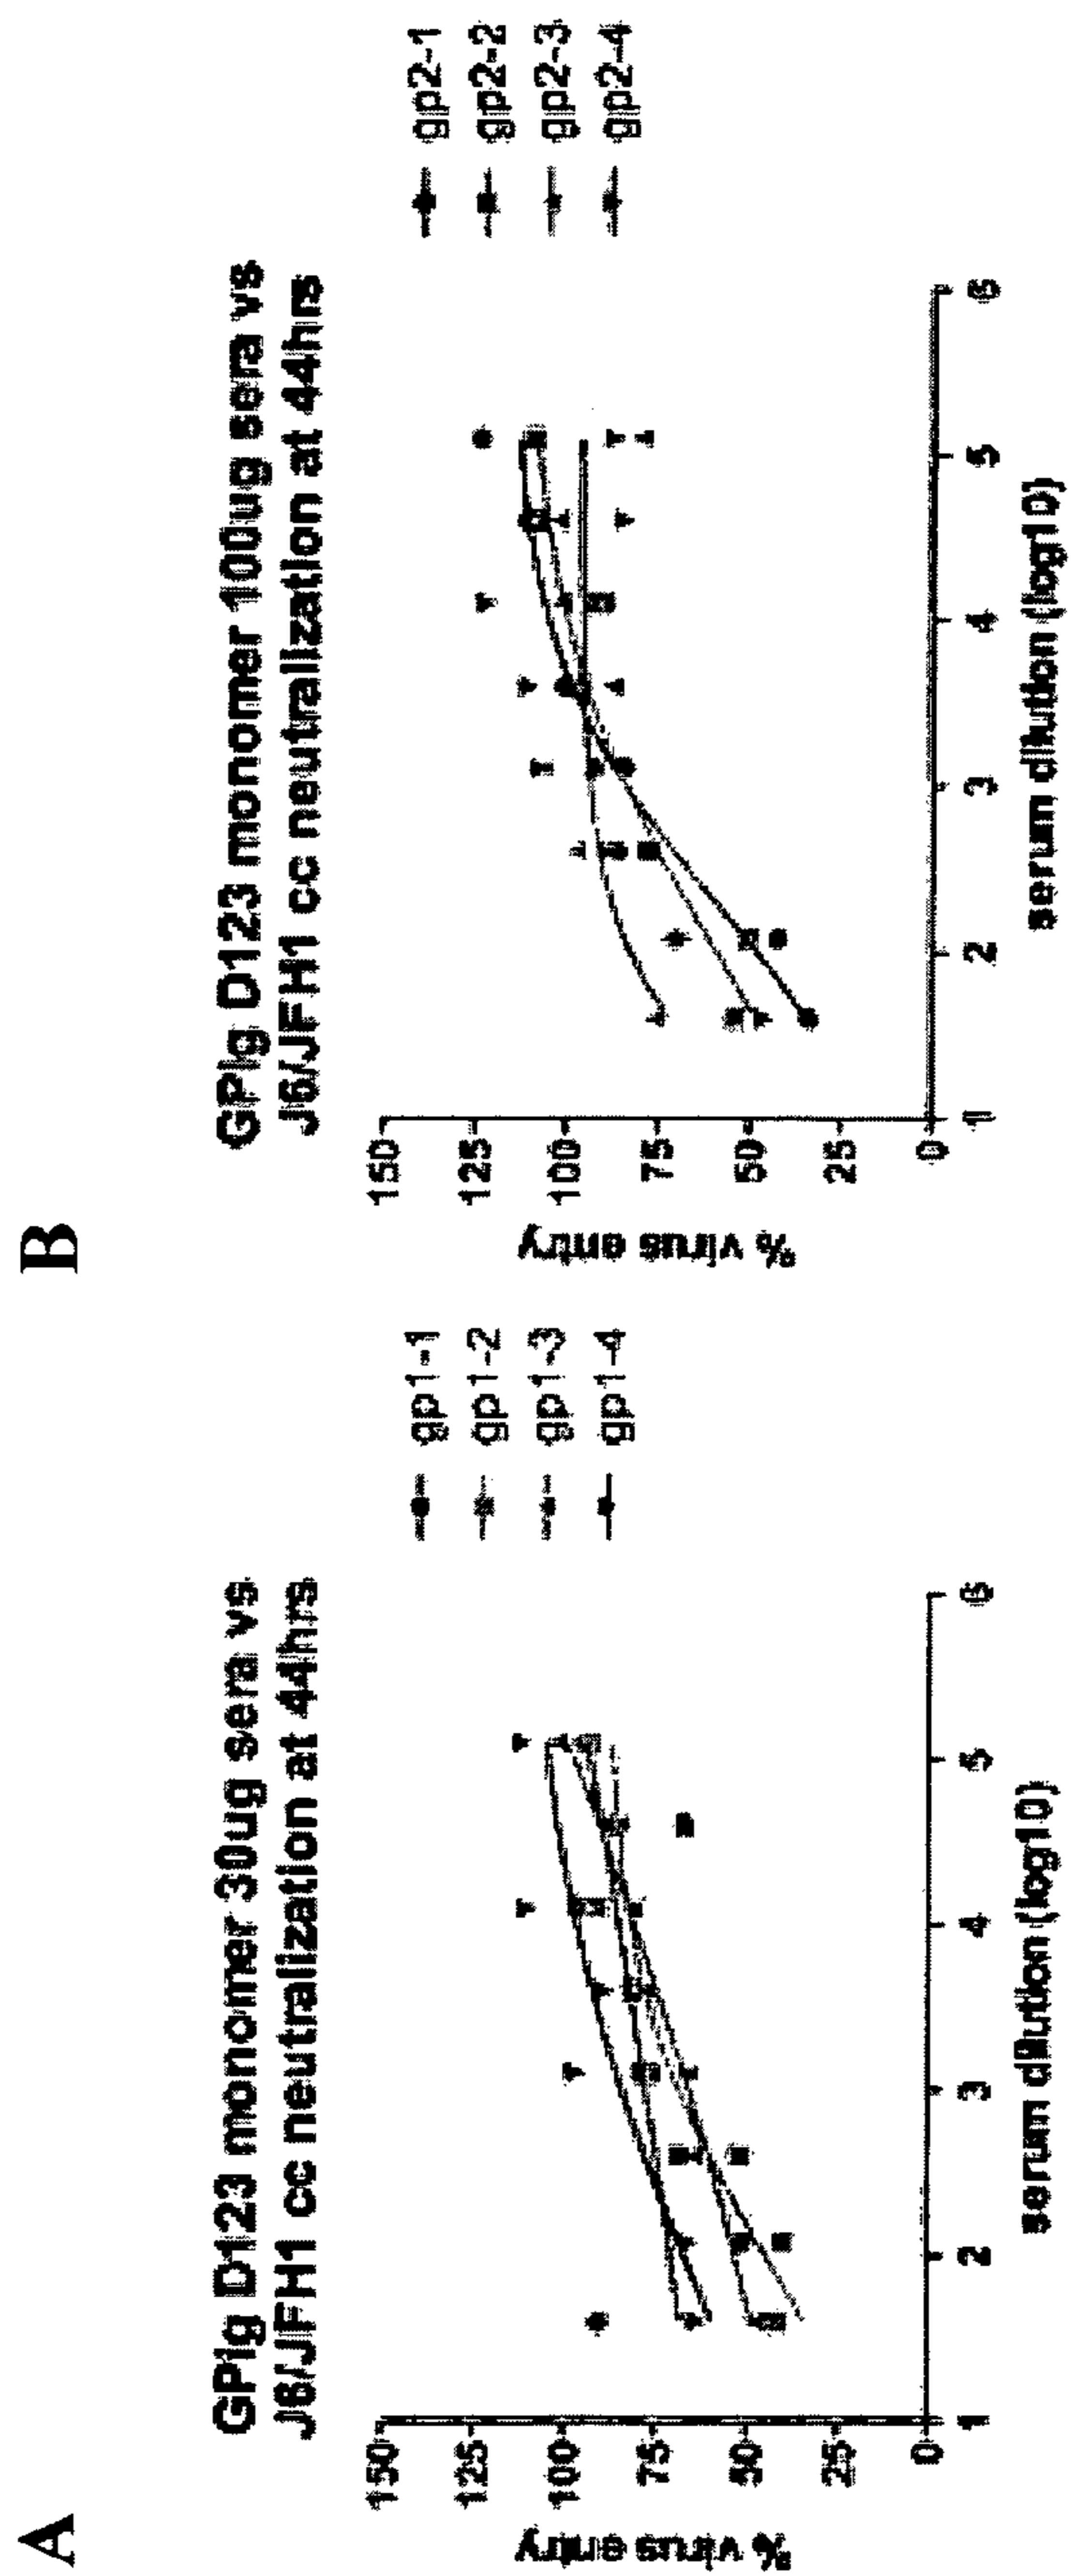 A
GPig D123 monomer 30ug sera vs
J6/JFH1 cc neutralization at 44hrs
% virus entry
150
125
100
75
50
25
0
1 2 3 4 5 6
serum dilution (log10)
gp1-1
gp1-2
gp1-3
gp1-4
B
GPig D123 monomer 100ug sera vs
J6/JFH1 cc neutralization at 44hrs
% virus entry
150
125
100
75
50
25
0
1 2 3 4 5 6
serum dilution (log10)
gp2-1
gp2-2
gp2-3
gp2-4